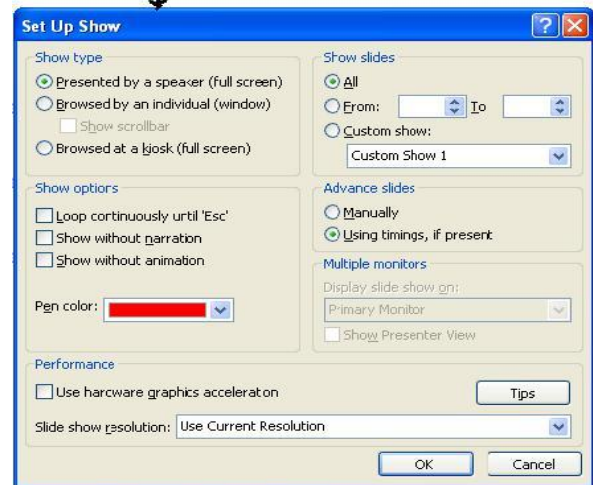 Set Up Show
Show type
Presented by a speaker (full screen)
Browsed by an individual (window)
Show scrollbar
Browsed at a kiosk (full screen)
Show slides
All
From: To
Custom show:
Custom Show 1
Show options
Loop continuously until 'Esc'
Show without narration
Show without animation
Pen color:
Advance slides
Manually
Using timings, if present
Multiple monitors
Display slide show on:
Primary Monitor
Show Presenter View
Performance
Use harcware graphics acceleraton
Tips
Slide show resolution: Use Current Resolution
OK Cancel